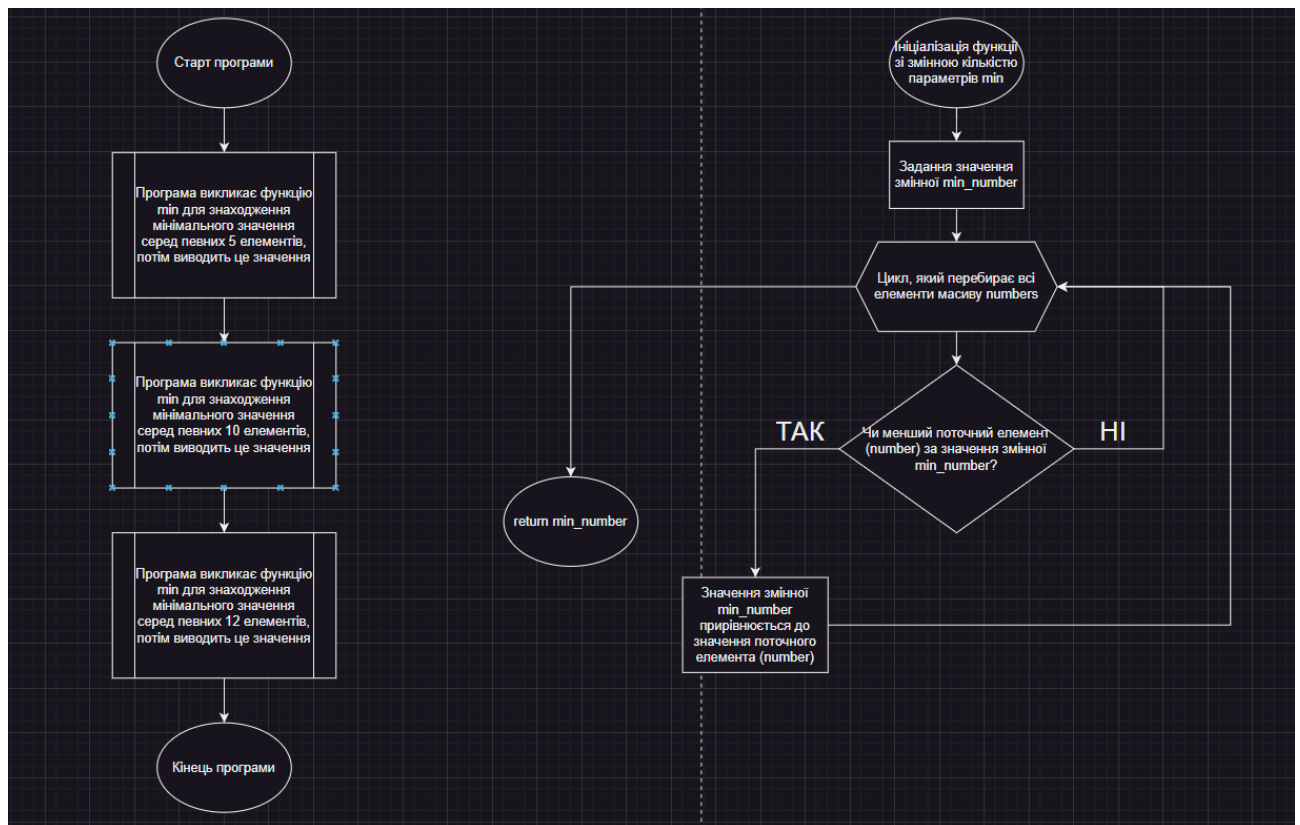 Старт програми
Програма викликає функцію
min для знаходження
мінімального значення
серед певних 5 елементів,
потім виводить це значення
Програма викликає функцію
min для знаходження
мінімального значення
серед певних 10 елементів,
потім виводить це значення
Програма викликає функцію
min для знаходження
мінімального значення
серед певних 12 елементів,
потім виводить це значення
Кінець програми
Ініціалізація функції
зі змінною кількістю
параметрів min
Задання значення
змінної min_number
Цикл, який перебирає всі
елементи масиву numbers
Чи менший поточний елемент
(number) за значення змінної
min_number?
ТАК
НІ
return min_number
Значення змінної
min_number
прирівнюється до
значення поточного
елемента (number)